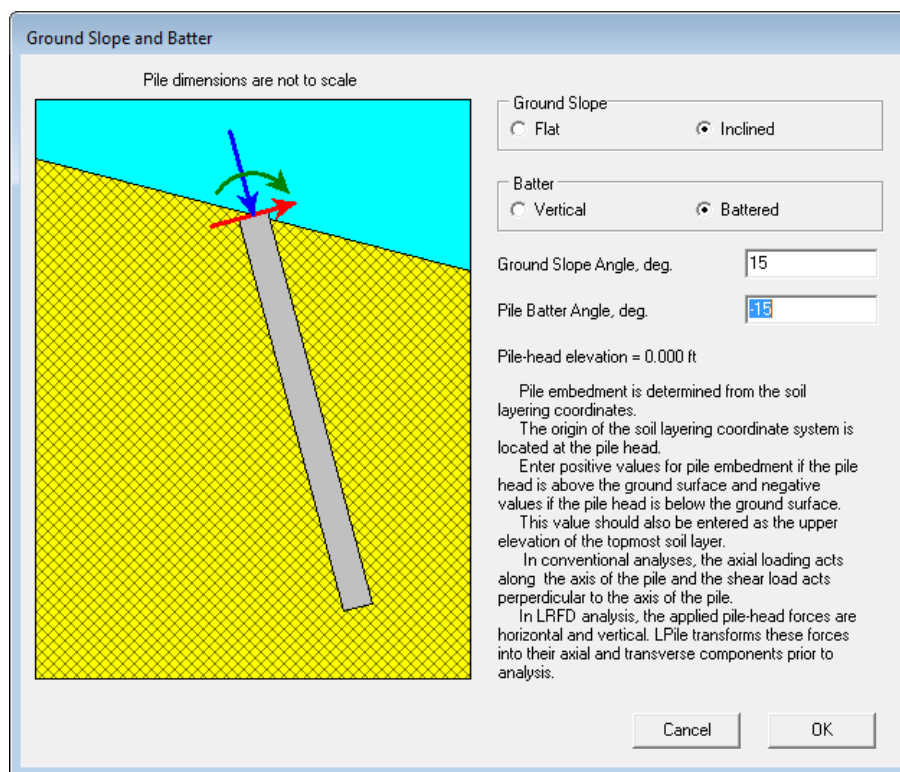 Ground Slope and Batter
Pile dimensions are not to scale
Ground Slope
Flat
Inclined
Batter
Vertical
Battered
Ground Slope Angle, deg.
15
Pile Batter Angle, deg.
-15
Pile-head elevation = 0.000 ft
Pile embedment is determined from the soil
layering coordinates.
The origin of the soil layering coordinate system is
located at the pile head.
Enter positive values for pile embedment if the pile
head is above the ground surface and negative
values if the pile head is below the ground surface.
This value should also be entered as the upper
elevation of the topmost soil layer.
In conventional analyses, the axial loading acts
along the axis of the pile and the shear load acts
perperdicular to the axis of the pile.
In LRFD analysis, the applied pile-head forces are
horizontal and vertical. LPile transforms these forces
into their axial and transverse components prior to
analysis.
Cancel
OK